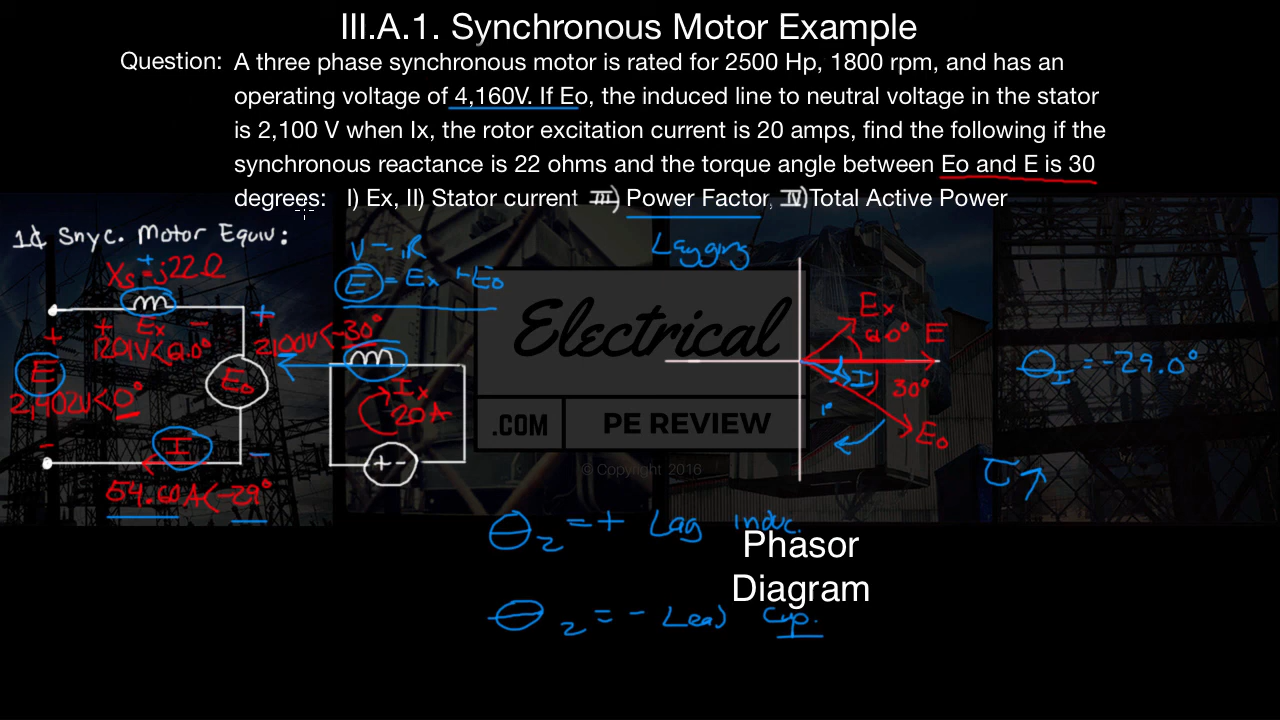 III.A.1. Synchronous Motor Example
Question: A three phase synchronous motor is rated for 2500 Hp, 1800 rpm, and has an
operating voltage of 4,160V. If Eo, the induced line to neutral voltage in the stator
is 2,100 V when Ix, the rotor excitation current is 20 amps, find the following if the
synchronous reactance is 22 ohms and the torque angle between Eo and E is 30
degrees: I) Ex, II) Stator current III) Power Factor, IV) Total Active Power
1∅ Snyc. Motor Equiv:
Xs = j22Ω
+ Ex -
1201V<90.0°
+
E
2,402V<0°
-
I
54.60A<-29°
+
Eo
-
2100V<-30°
V = iR
E = Ex + Eo
Ix
20A
+ -
Lagging
Electrical
.COM
PE REVIEW
© Copyright 2016
Ex
E
I
30°
Eo
θI = -29.0°
τ↑
θz = + Lag induc.
Phasor
Diagram
θz = - Lead cap.